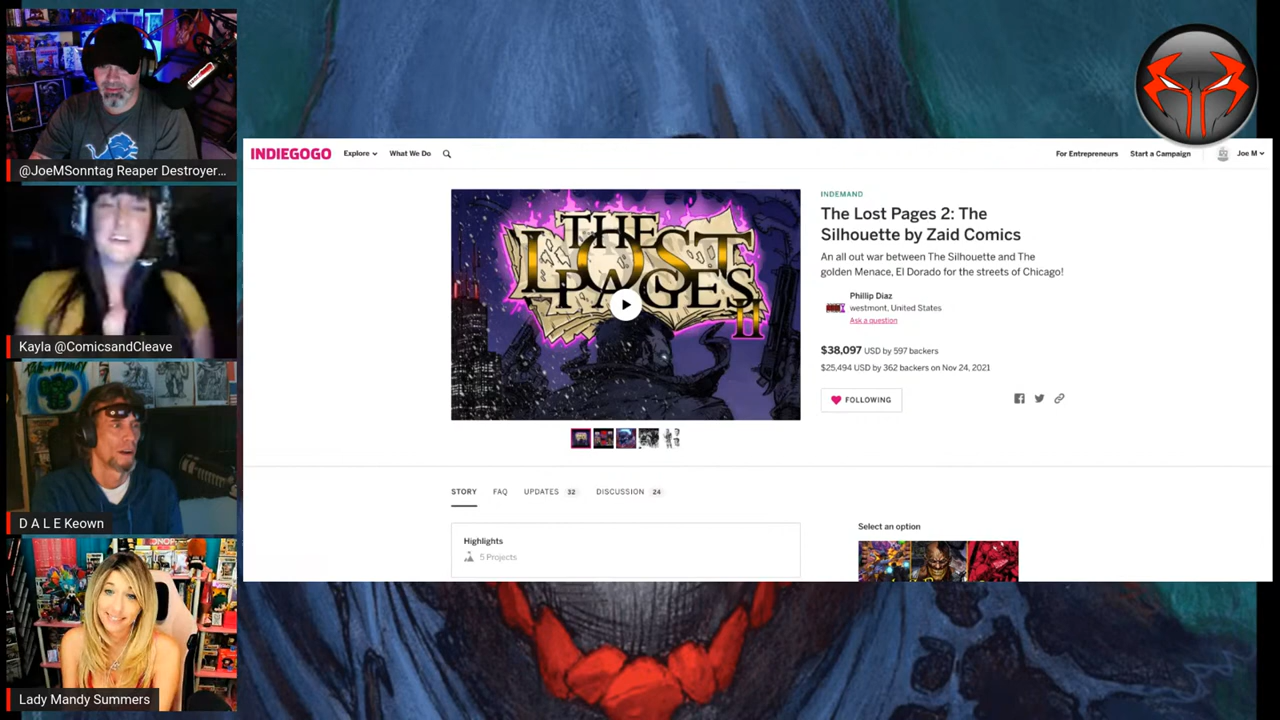 @JoeMSonntag Reaper Destroyer...
Kayla @ComicsandCleave
D A L E Keown
Lady Mandy Summers
INDIEGOGO
Explore
What We Do
For Entrepreneurs
Start a Campaign
Joe M
THE
LOST
PAGES
II
INDEMAND
The Lost Pages 2: The
Silhouette by Zaid Comics
An all out war between The Silhouette and The
golden Menace, El Dorado for the streets of Chicago!
Phillip Diaz
westmont, United States
Ask a question
$38,097 USD by 597 backers
$25,494 USD by 362 backers on Nov 24, 2021
FOLLOWING
STORY
FAQ
UPDATES 32
DISCUSSION 24
Highlights
5 Projects
Select an option